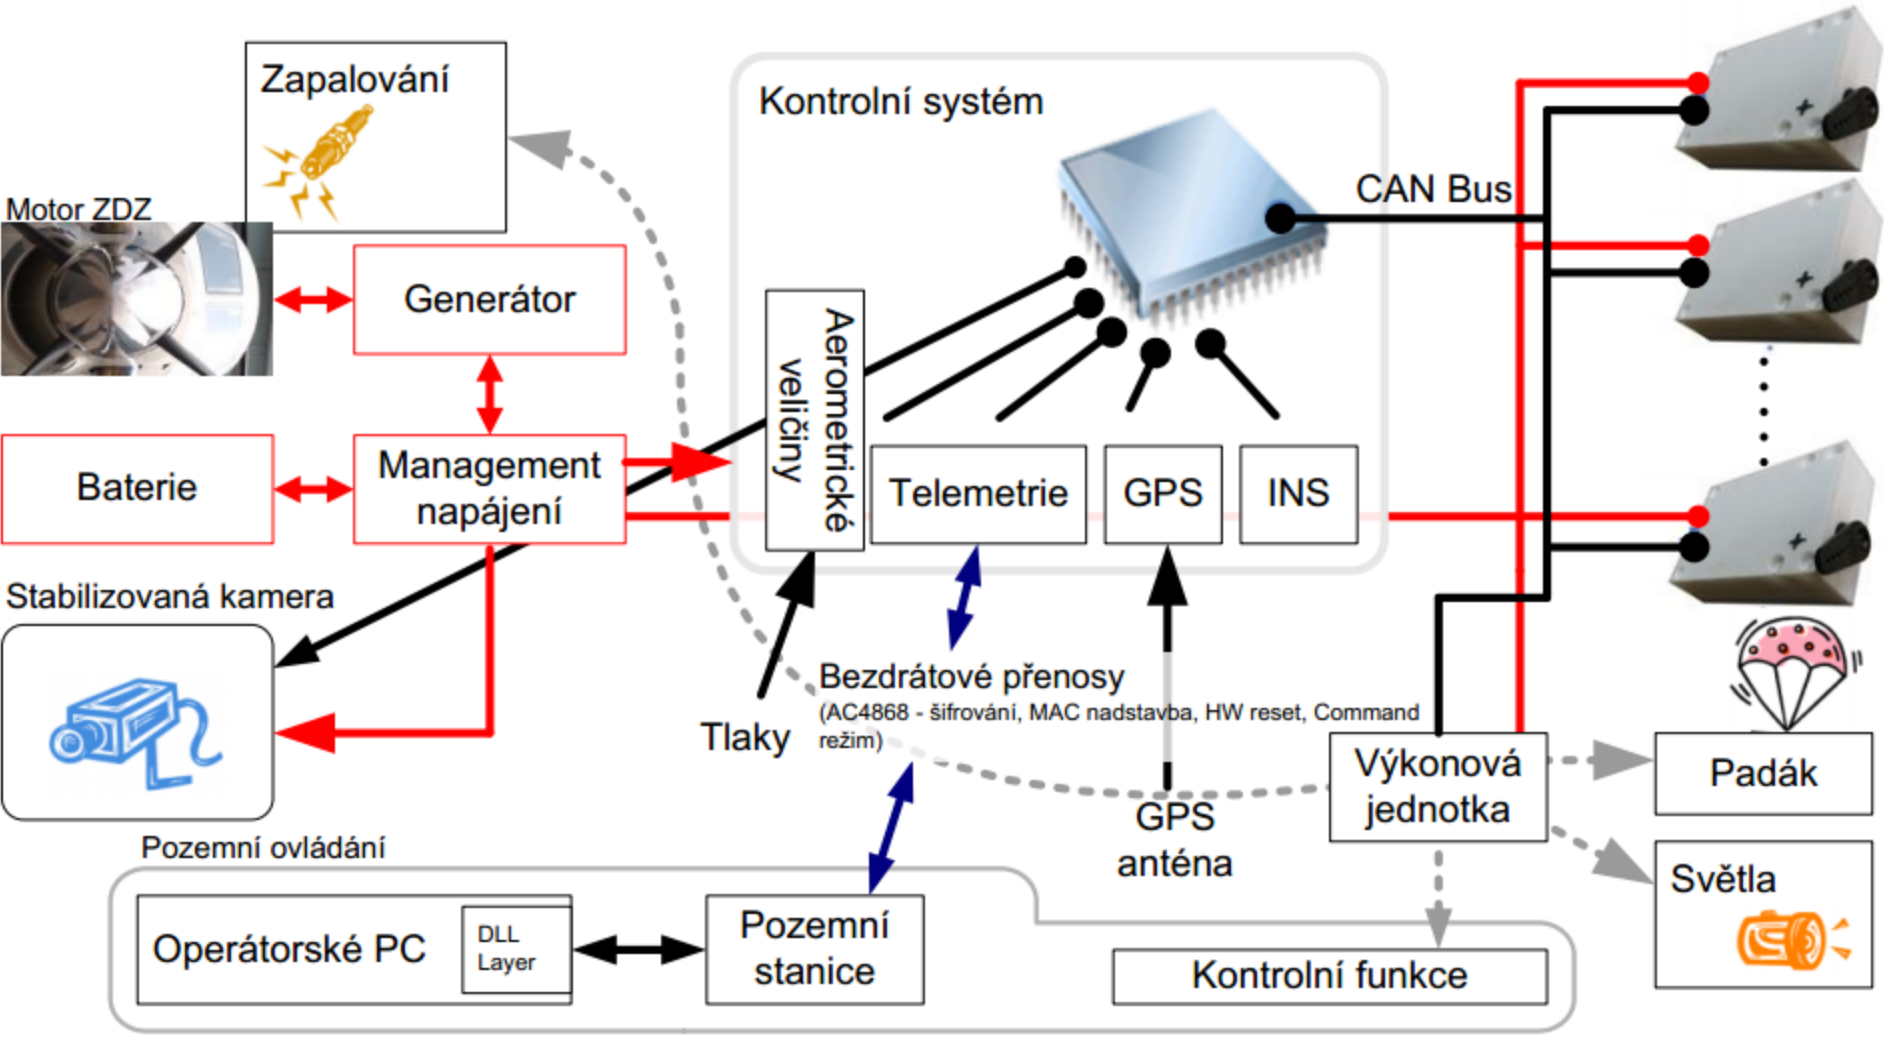 Zapalování
Kontrolní systém
CAN Bus
Motor ZDZ
Generátor
Aerometrické
veličiny
Baterie
Management
napájení
Telemetrie
GPS
INS
Stabilizovaná kamera
Tlaky
Bezdrátové přenosy
(AC4868 - šifrování, MAC nadstavba, HW reset, Command
režim)
GPS
anténa
Výkonová
jednotka
Padák
Světla
Pozemní ovládání
Operátorské PC
DLL
Layer
Pozemní
stanice
Kontrolní funkce